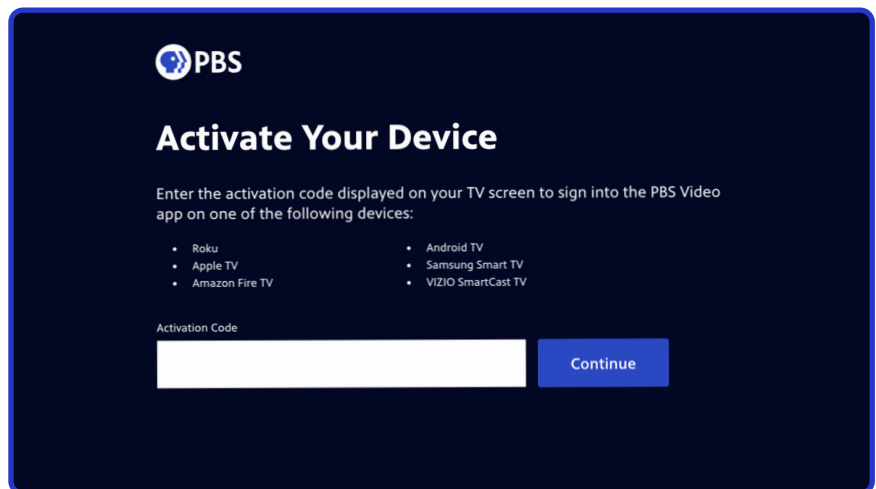 PBS
Activate Your Device
Enter the activation code displayed on your TV screen to sign into the PBS Video
app on one of the following devices:
• Roku
• Apple TV
• Amazon Fire TV
• Android TV
• Samsung Smart TV
• VIZIO SmartCast TV
Activation Code
Continue